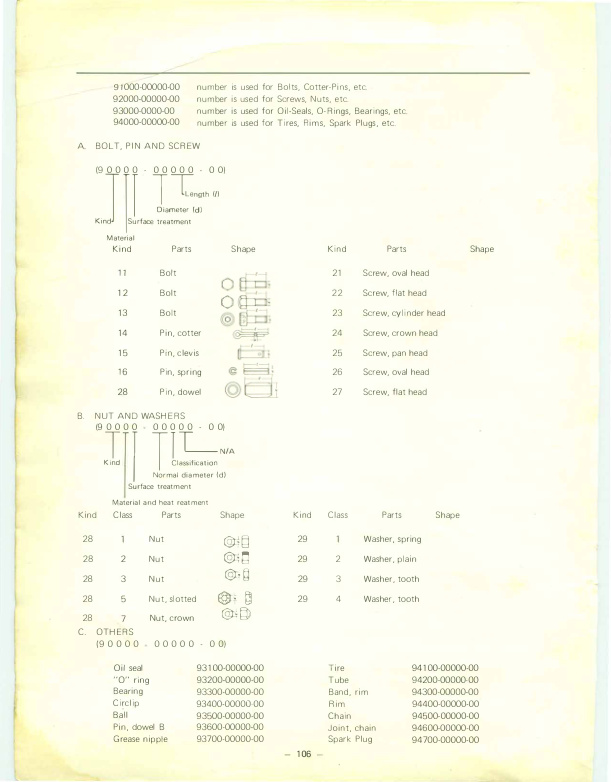 91000-00000-00 number is used for Bolts, Cotter-Pins, etc.
92000-00000-00 number is used for Screws, Nuts, etc.
93000-0000-00 number is used for Oil-Seals, O-Rings, Bearings, etc.
94000-00000-00 number is used for Tires, Rims, Spark Plugs, etc.
A. BOLT, PIN AND SCREW
(9 0 0 0 0 - 0 0 0 0 0 - 0 0)
Length (l)
Diameter (d)
Kind Surface treatment
Material
Kind Parts Shape Kind Parts Shape
11 Bolt 21 Screw, oval head
12 Bolt 22 Screw, flat head
13 Bolt 23 Screw, cylinder head
14 Pin, cotter 24 Screw, crown head
15 Pin, clevis 25 Screw, pan head
16 Pin, spring 26 Screw, oval head
28 Pin, dowel 27 Screw, flat head
B. NUT AND WASHERS
(9 0 0 0 0 - 0 0 0 0 0 - 0 0)
N/A
Kind Classification
Normal diameter (d)
Surface treatment
Material and heat reatment
Kind Class Parts Shape Kind Class Parts Shape
28 1 Nut 29 1 Washer, spring
28 2 Nut 29 2 Washer, plain
28 3 Nut 29 3 Washer, tooth
28 5 Nut, slotted 29 4 Washer, tooth
28 7 Nut, crown
C. OTHERS
(9 0 0 0 0 - 0 0 0 0 0 - 0 0)
Oil seal 93100-00000-00 Tire 94100-00000-00
"O" ring 93200-00000-00 Tube 94200-00000-00
Bearing 93300-00000-00 Band, rim 94300-00000-00
Circlip 93400-00000-00 Rim 94400-00000-00
Ball 93500-00000-00 Chain 94500-00000-00
Pin, dowel B 93600-00000-00 Joint, chain 94600-00000-00
Grease nipple 93700-00000-00 Spark Plug 94700-00000-00
– 106 –